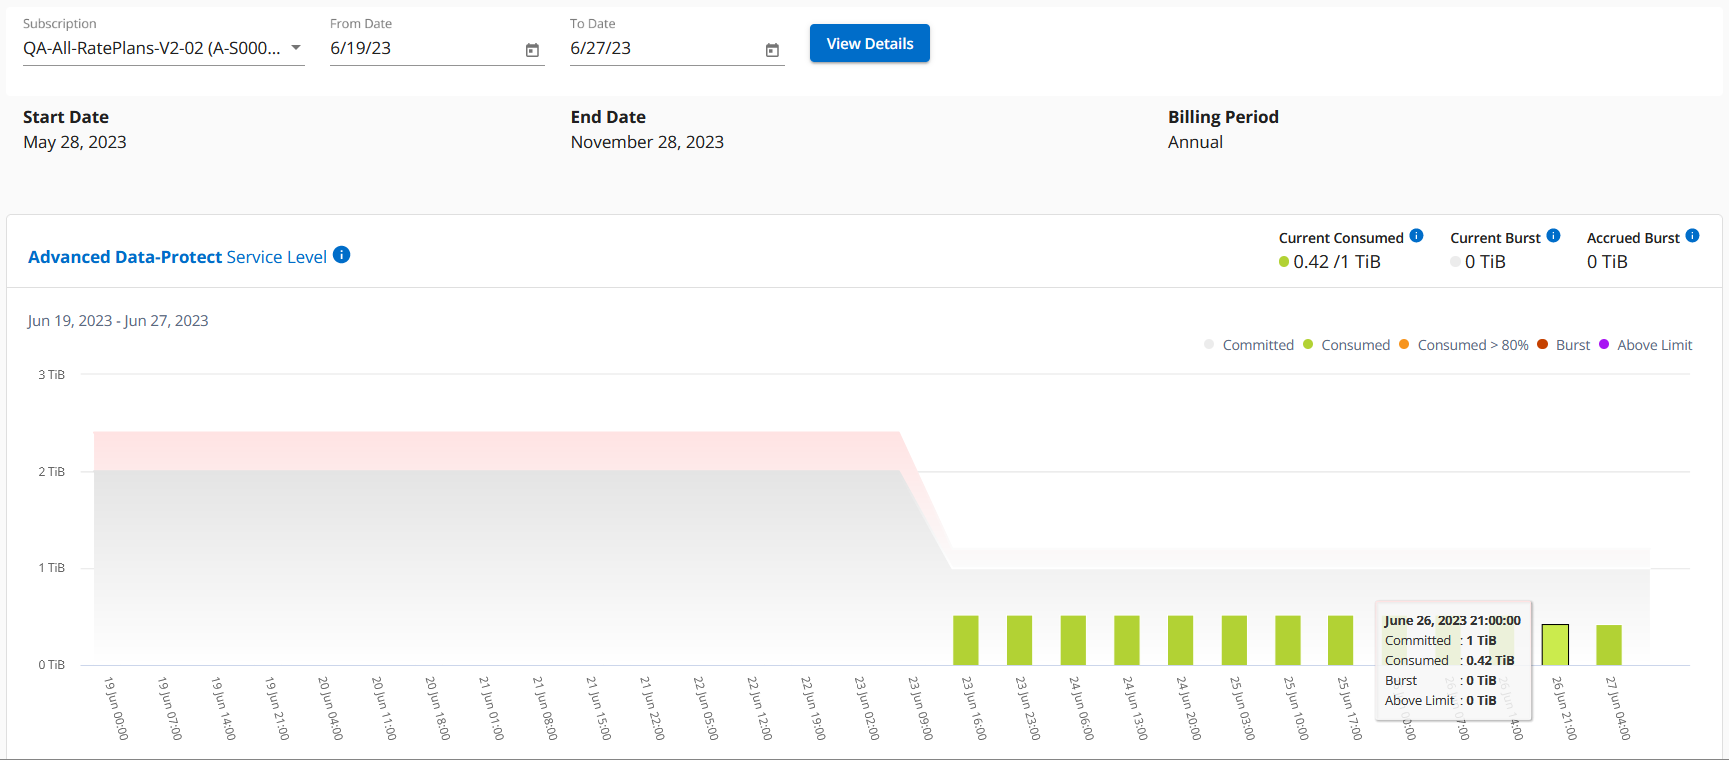 Subscription
QA-All-RatePlans-V2-02 (A-S000...
From Date
6/19/23
To Date
6/27/23
View Details
Start Date
May 28, 2023
End Date
November 28, 2023
Billing Period
Annual
Advanced Data-Protect Service Level
Current Consumed
0.42 /1 TiB
Current Burst
0 TiB
Accrued Burst
0 TiB
Jun 19, 2023 - Jun 27, 2023
Committed
Consumed
Consumed > 80%
Burst
Above Limit
3 TiB
2 TiB
1 TiB
0 TiB
June 26, 2023 21:00:00
Committed : 1 TiB
Consumed : 0.42 TiB
Burst : 0 TiB
Above Limit : 0 TiB
19 Jun 00:00
19 Jun 07:00
19 Jun 14:00
19 Jun 21:00
20 Jun 04:00
20 Jun 11:00
20 Jun 18:00
21 Jun 01:00
21 Jun 08:00
21 Jun 15:00
21 Jun 22:00
22 Jun 05:00
22 Jun 12:00
22 Jun 19:00
23 Jun 02:00
23 Jun 09:00
23 Jun 16:00
23 Jun 23:00
24 Jun 06:00
24 Jun 13:00
24 Jun 20:00
25 Jun 03:00
25 Jun 10:00
25 Jun 17:00
26 Jun 21:00
27 Jun 04:00